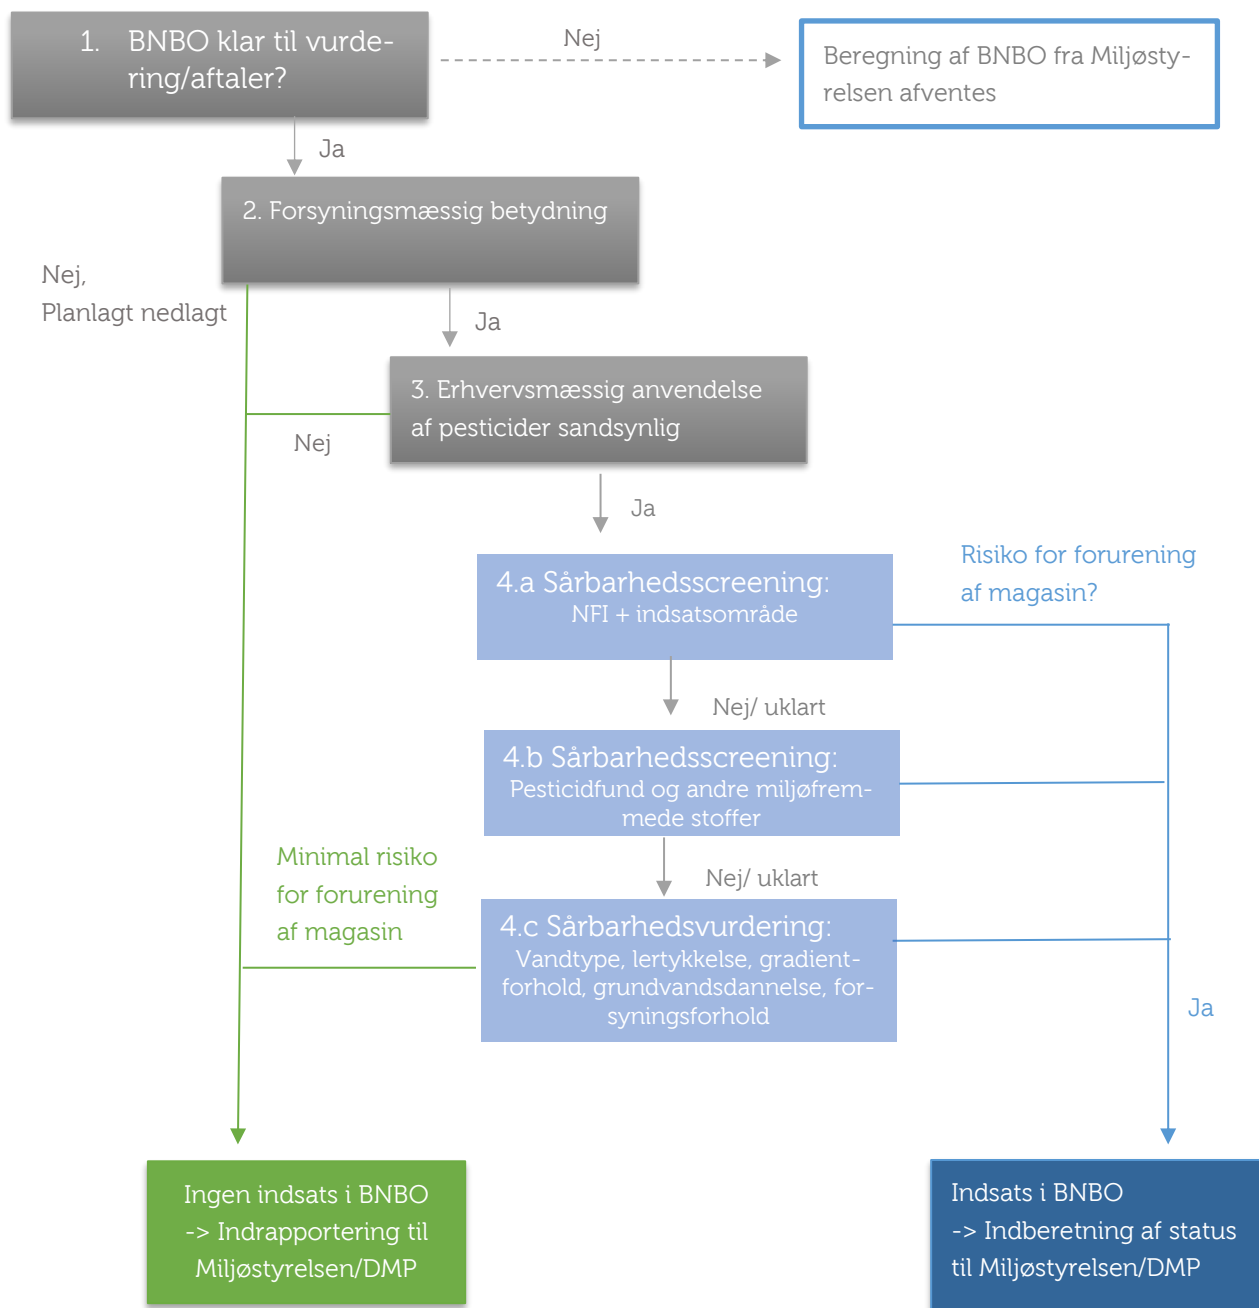 1. BNBO klar til vurde-
ring/aftaler?
Nej
Beregning af BNBO fra Miljøsty-
relsen afventes
Ja
2. Forsyningsmæssig betydning
Nej,
Planlagt nedlagt
Ja
3. Erhvervsmæssig anvendelse
af pesticider sandsynlig
Nej
Ja
4.a Sårbarhedsscreening:
NFI + indsatsområde
Risiko for forurening
af magasin?
Nej/ uklart
4.b Sårbarhedsscreening:
Pesticidfund og andre miljøfrem-
mede stoffer
Nej/ uklart
Minimal risiko
for forurening
af magasin
4.c Sårbarhedsvurdering:
Vandtype, lertykkelse, gradient-
forhold, grundvandsdannelse, for-
syningsforhold
Ja
Ingen indsats i BNBO
-> Indrapportering til
Miljøstyrelsen/DMP
Indsats i BNBO
-> Indberetning af status
til Miljøstyrelsen/DMP